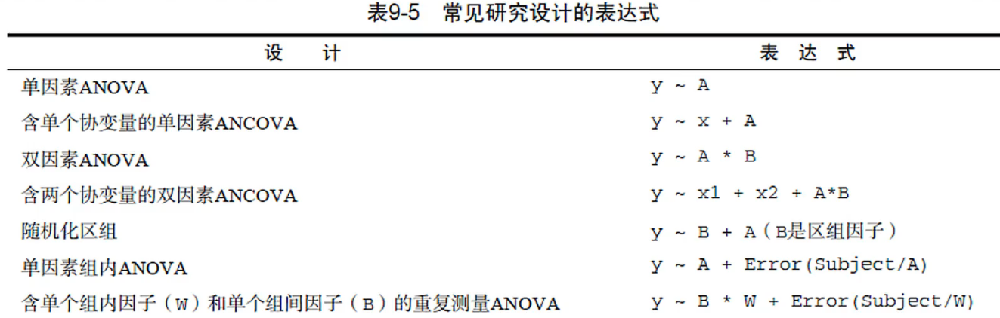 表9-5 常见研究设计的表达式
设 计 表 达 式
单因素ANOVA y ~ A
含单个协变量的单因素ANCOVA y ~ x + A
双因素ANOVA y ~ A * B
含两个协变量的双因素ANCOVA y ~ x1 + x2 + A*B
随机化区组 y ~ B + A（B是区组因子）
单因素组内ANOVA y ~ A + Error(Subject/A)
含单个组内因子（W）和单个组间因子（B）的重复测量ANOVA y ~ B * W + Error(Subject/W)